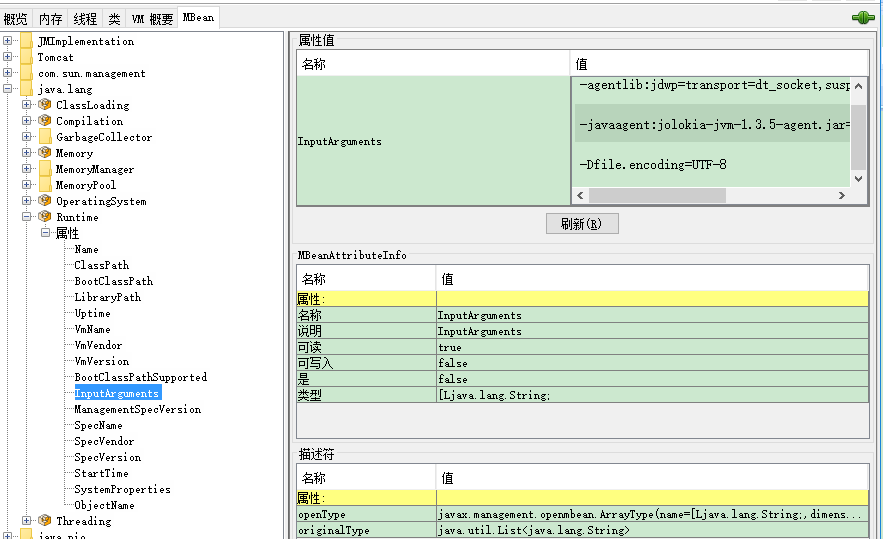 概览 内存 线程 类 VM 概要 MBean
JMImplementation
Tomcat
com.sun.management
java.lang
ClassLoading
Compilation
GarbageCollector
Memory
MemoryManager
MemoryPool
OperatingSystem
Runtime
属性
Name
ClassPath
BootClassPath
LibraryPath
Uptime
VmName
VmVendor
VmVersion
BootClassPathSupported
InputArguments
ManagementSpecVersion
SpecName
SpecVendor
SpecVersion
StartTime
SystemProperties
ObjectName
Threading
java.nio
属性值
名称 值
InputArguments
-agentlib:jdwp=transport=dt_socket,susp
-javaagent:jolokia-jvm-1.3.5-agent.jar=
-Dfile.encoding=UTF-8
刷新(R)
MBeanAttributeInfo
名称 值
属性:
名称 InputArguments
说明 InputArguments
可读 true
可写入 false
是 false
类型 [Ljava.lang.String;
描述符
名称 值
属性:
openType javax.management.openmbean.ArrayType(name=[Ljava.lang.String;,dimens...
originalType java.util.List<java.lang.String>